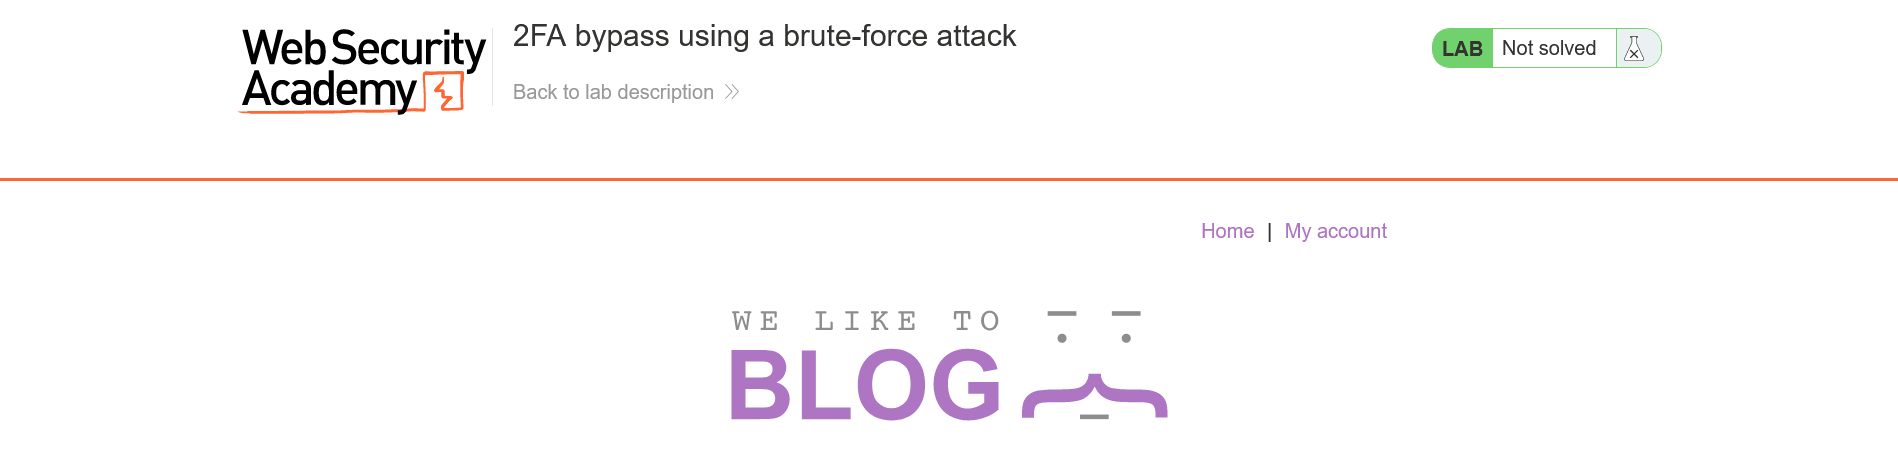 Web Security
Academy
2FA bypass using a brute-force attack
Back to lab description
LAB Not solved
Home | My account
WE LIKE TO
BLOG